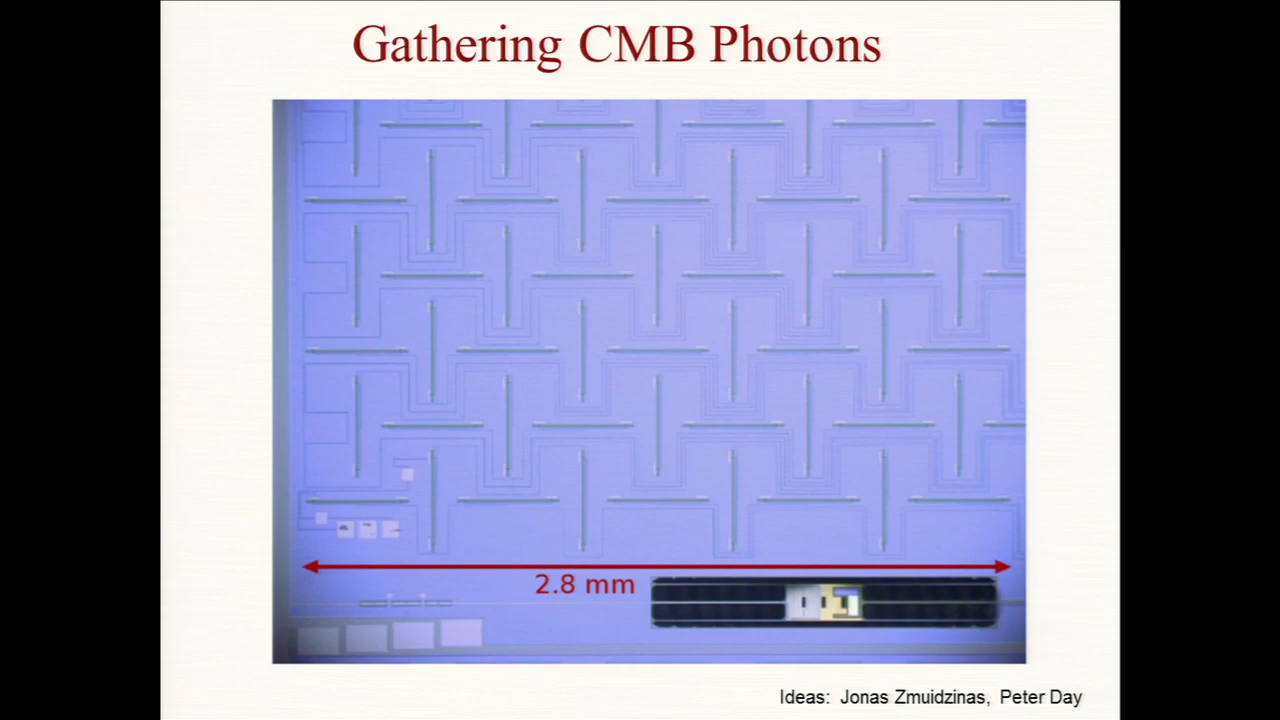 Gathering CMB Photons
2.8 mm
Ideas: Jonas Zmuidzinas, Peter Day